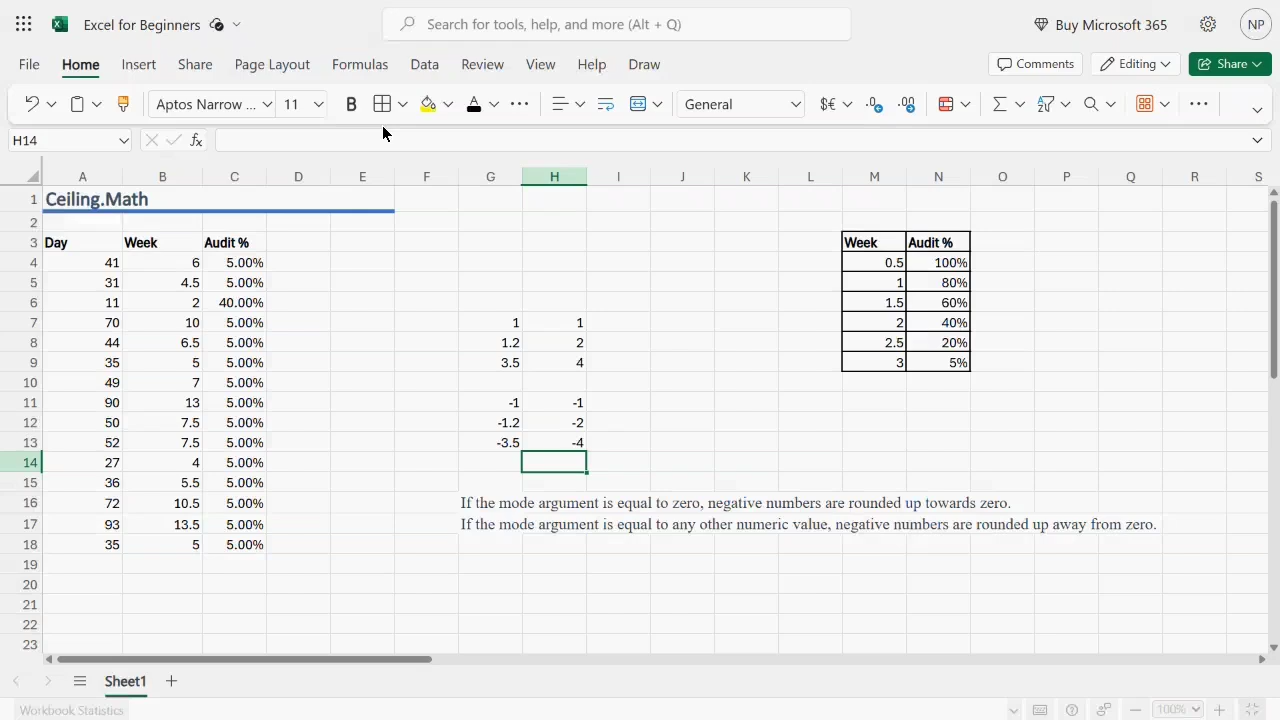 Excel for Beginners
Search for tools, help, and more (Alt + Q)
Buy Microsoft 365
NP
File Home Insert Share Page Layout Formulas Data Review View Help Draw
Comments
Editing
Share
Aptos Narrow ... 11
B
A
General
$€
H14
fx
A B C D E F G H I J K L M N O P Q R S
1 Ceiling.Math
2
3 Day Week Audit % Week Audit %
4 41 6 5.00% 0.5 100%
5 31 4.5 5.00% 1 80%
6 11 2 40.00% 1.5 60%
7 70 10 5.00% 1 1 2 40%
8 44 6.5 5.00% 1.2 2 2.5 20%
9 35 5 5.00% 3.5 4 3 5%
10 49 7 5.00%
11 90 13 5.00% -1 -1
12 50 7.5 5.00% -1.2 -2
13 52 7.5 5.00% -3.5 -4
14 27 4 5.00%
15 36 5.5 5.00%
16 72 10.5 5.00% If the mode argument is equal to zero, negative numbers are rounded up towards zero.
17 93 13.5 5.00% If the mode argument is equal to any other numeric value, negative numbers are rounded up away from zero.
18 35 5 5.00%
19
20
21
22
23
Sheet1
Workbook Statistics
100%